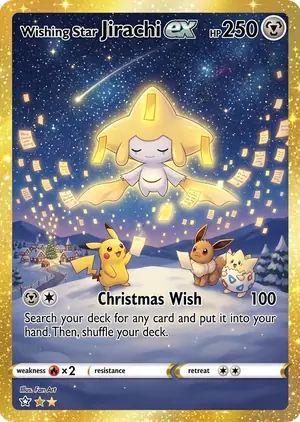 Wishing Star Jirachi ex HP 250
Christmas Wish 100
Search your deck for any card and put it into your
hand. Then, shuffle your deck.
weakness ×2 resistance retreat
Illus. Fan Art